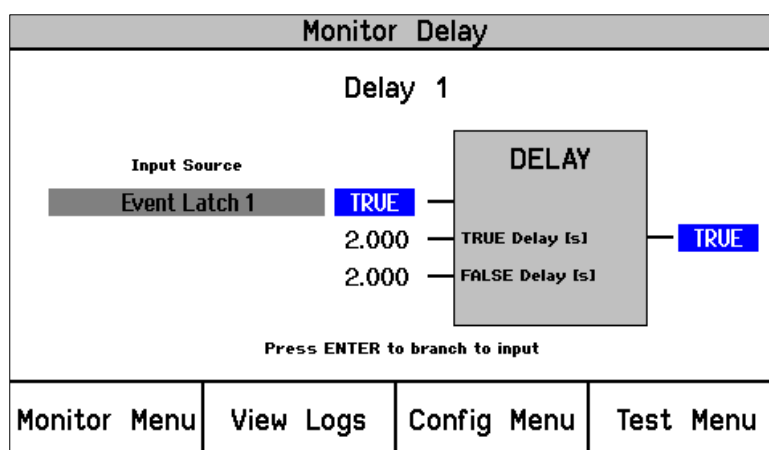 Monitor Delay
Delay 1
Input Source
DELAY
Event Latch 1 TRUE
2.000 TRUE Delay [s] TRUE
2.000 FALSE Delay [s]
Press ENTER to branch to input
Monitor Menu View Logs Config Menu Test Menu